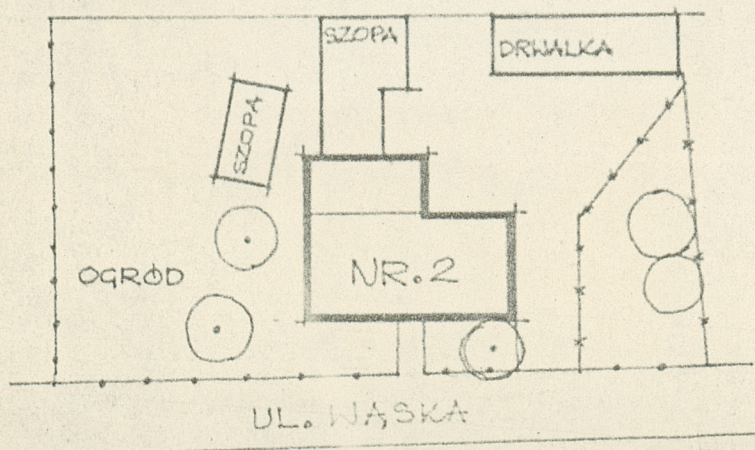 SZOPA
DRWALKA
SZOPA
OGRÓD
NR. 2
UL. WĄSKA